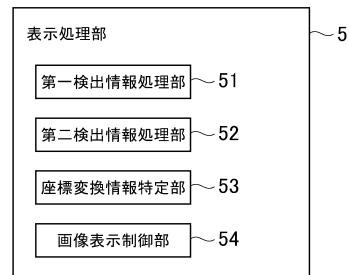 表示処理部 5
第一検出情報処理部 51
第二検出情報処理部 52
座標変換情報特定部 53
画像表示制御部 54